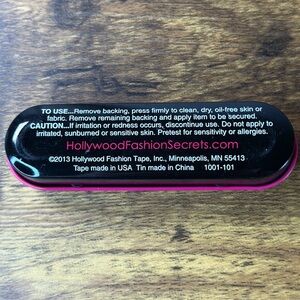 TO USE...Remove backing, press firmly to clean, dry, oil-free skin or
fabric. Remove remaining backing and apply item to be secured.
CAUTION...If irritation or redness occurs, discontinue use. Do not apply to
irritated, sunburned or sensitive skin. Pretest for sensitivity or allergies.
HollywoodFashionSecrets.com
©2013 Hollywood Fashion Tape, Inc., Minneapolis, MN 55413
Tape made in USA Tin made in China 1001-101